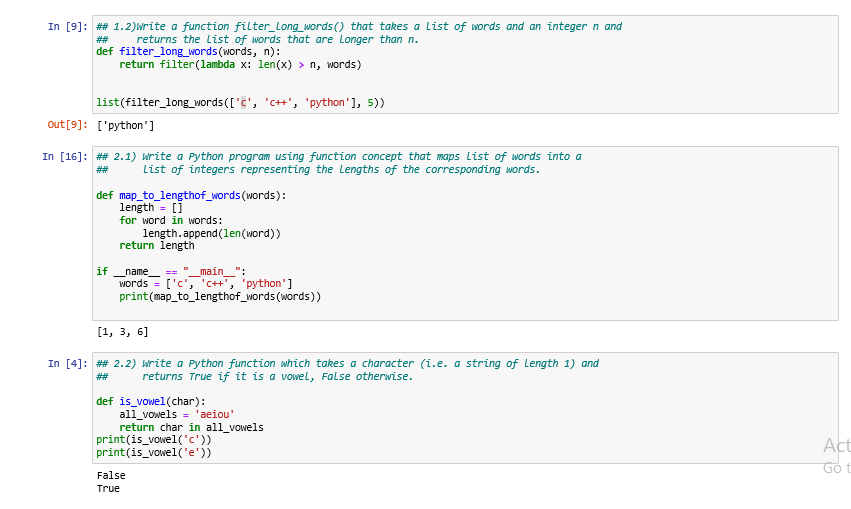 In [9]: ## 1.2)Write a function filter_long_words() that takes a list of words and an integer n and
##     returns the list of words that are longer than n.
def filter_long_words(words, n):
    return filter(lambda x: len(x) > n, words)
list(filter_long_words(['c', 'c++', 'python'], 5))
Out[9]: ['python']
In [16]: ## 2.1) Write a Python program using function concept that maps list of words into a
##      list of integers representing the lengths of the corresponding words.
def map_to_lengthof_words(words):
    length = []
    for word in words:
        length.append(len(word))
    return length
if __name__ == "__main__":
    words = ['c', 'c++', 'python']
    print(map_to_lengthof_words(words))
[1, 3, 6]
In [4]: ## 2.2) Write a Python function which takes a character (i.e. a string of length 1) and
##      returns True if it is a vowel, False otherwise.
def is_vowel(char):
    all_vowels = 'aeiou'
    return char in all_vowels
print(is_vowel('c'))
print(is_vowel('e'))
Act
Go t
False
True